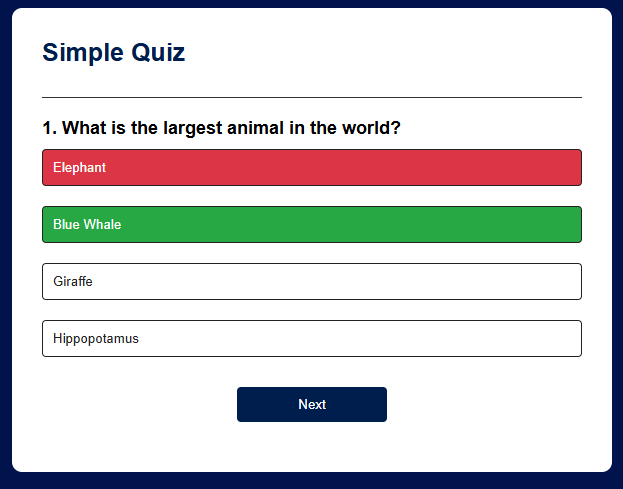 Simple Quiz
1. What is the largest animal in the world?
Elephant
Blue Whale
Giraffe
Hippopotamus
Next